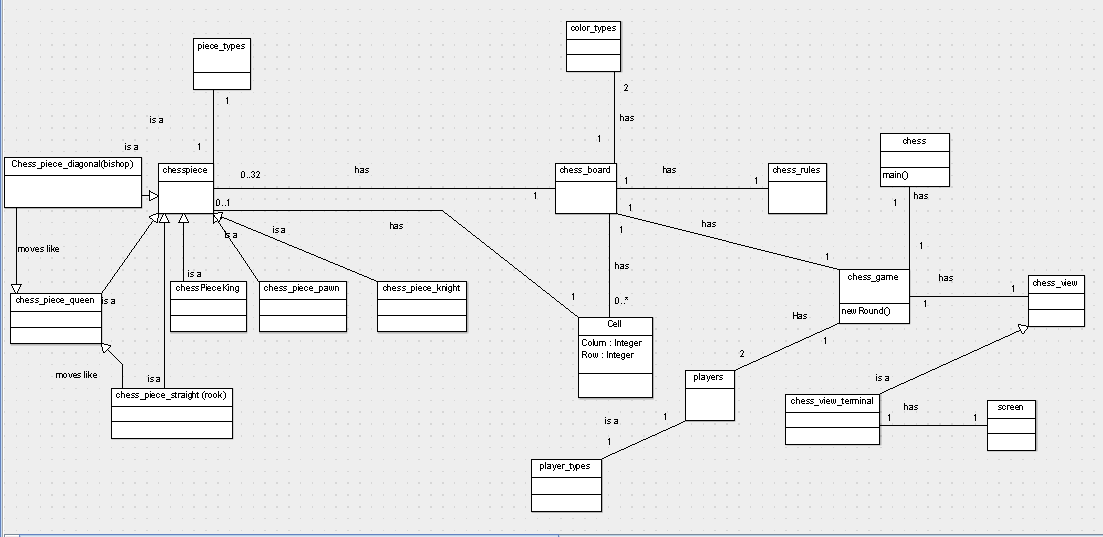 color_types
piece_types
2
1
is a
has
chess
is a
1
1
Chess_piece_diagonal(bishop)
chesspiece
has
chess_board
has
chess_rules
main()
0..32
1
1
1
has
1
0..1
1
1
has
has
is a
is a
1
1
moves like
1
has
chess_game
has
chess_view
is a
chess_piece_queen
is a
chessPieceKing
chess_piece_pawn
chess_piece_knight
1
0..*
1
1
new Round()
Has
Cell
Colum : Integer
Row : Integer
1
2
moves like
is a
players
is a
chess_piece_straight (rook)
chess_view_terminal
has
screen
is a
1
1
1
1
player_types